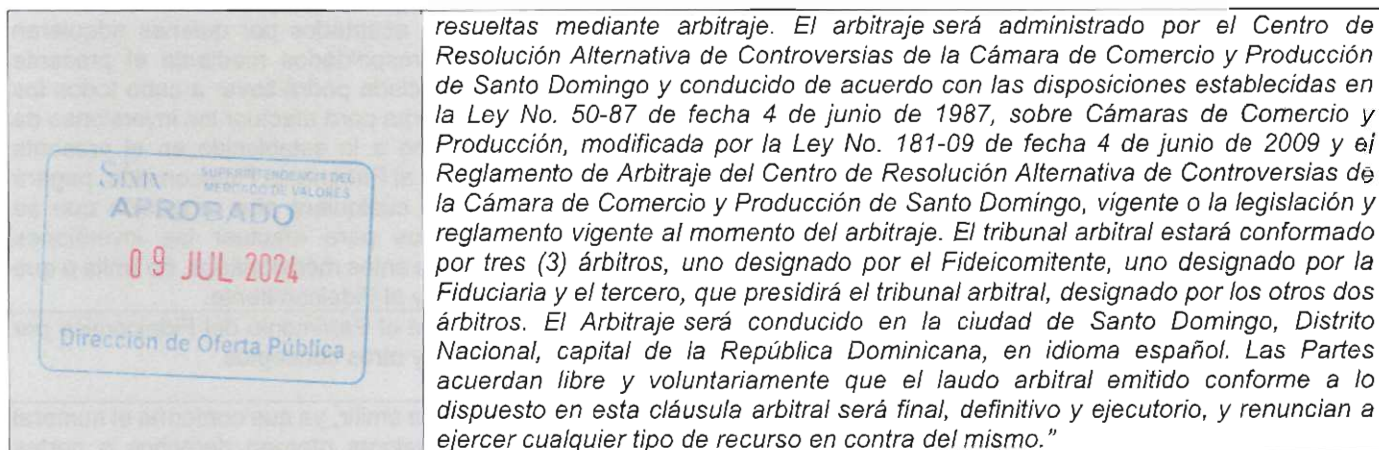 SIMV SUPERINTENDENCIA DEL
MERCADO DE VALORES
APROBADO
09 JUL 2024
Dirección de Oferta Pública
resueltas mediante arbitraje. El arbitraje será administrado por el Centro de
Resolución Alternativa de Controversias de la Cámara de Comercio y Producción
de Santo Domingo y conducido de acuerdo con las disposiciones establecidas en
la Ley No. 50-87 de fecha 4 de junio de 1987, sobre Cámaras de Comercio y
Producción, modificada por la Ley No. 181-09 de fecha 4 de junio de 2009 y el
Reglamento de Arbitraje del Centro de Resolución Alternativa de Controversias de
la Cámara de Comercio y Producción de Santo Domingo, vigente o la legislación y
reglamento vigente al momento del arbitraje. El tribunal arbitral estará conformado
por tres (3) árbitros, uno designado por el Fideicomitente, uno designado por la
Fiduciaria y el tercero, que presidirá el tribunal arbitral, designado por los otros dos
árbitros. El Arbitraje será conducido en la ciudad de Santo Domingo, Distrito
Nacional, capital de la República Dominicana, en idioma español. Las Partes
acuerdan libre y voluntariamente que el laudo arbitral emitido conforme a lo
dispuesto en esta cláusula arbitral será final, definitivo y ejecutorio, y renuncian a
ejercer cualquier tipo de recurso en contra del mismo.”